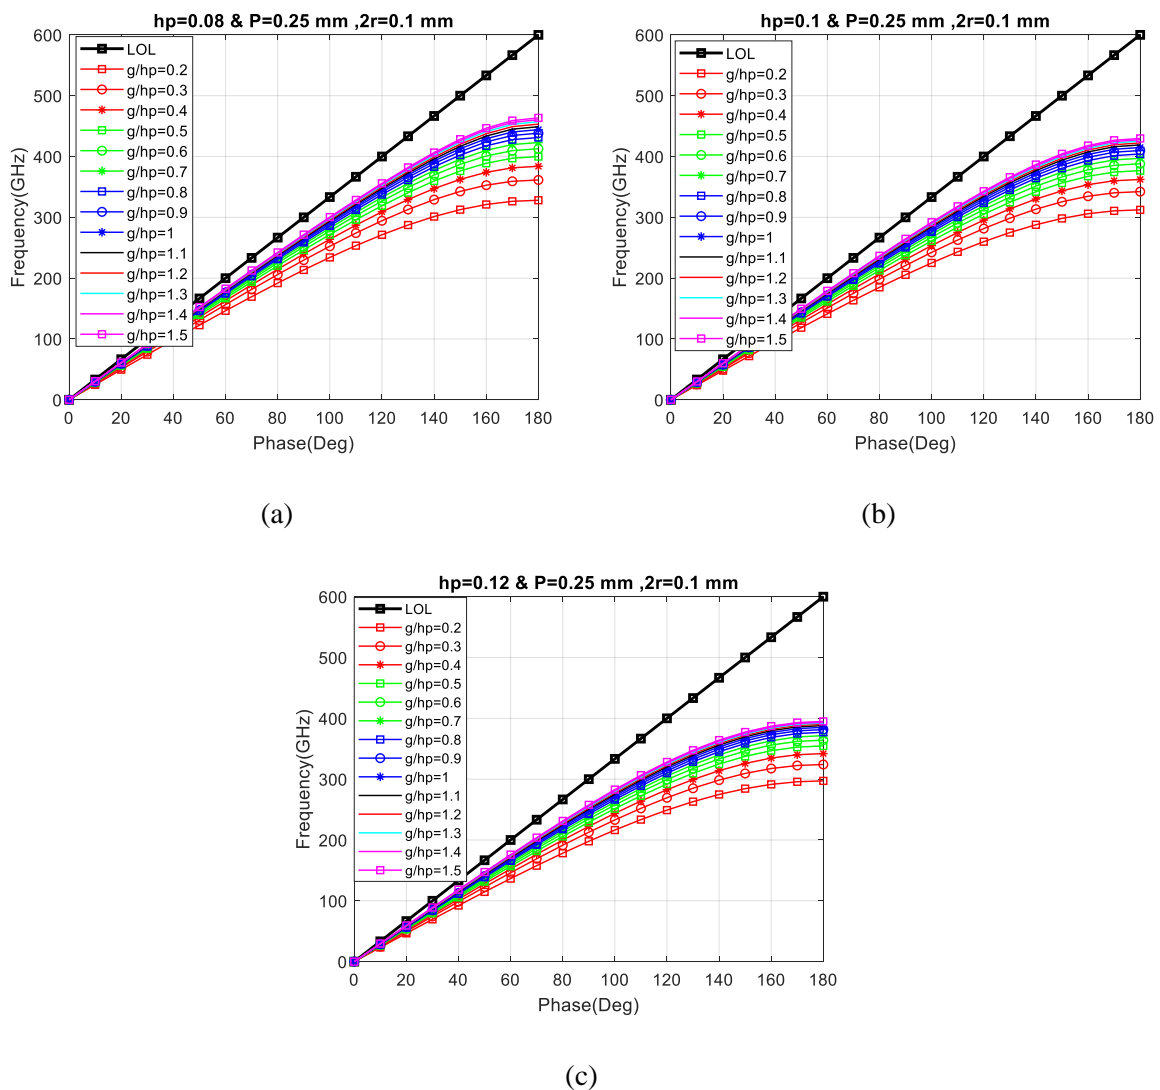 hp=0.08 & P=0.25 mm ,2r=0.1 mm
600
500
400
300
200
100
0
Frequency(GHz)
LOL
g/hp=0.2
g/hp=0.3
g/hp=0.4
g/hp=0.5
g/hp=0.6
g/hp=0.7
g/hp=0.8
g/hp=0.9
g/hp=1
g/hp=1.1
g/hp=1.2
g/hp=1.3
g/hp=1.4
g/hp=1.5
0 20 40 60 80 100 120 140 160 180
Phase(Deg)
(a)
hp=0.1 & P=0.25 mm ,2r=0.1 mm
600
500
400
300
200
100
0
Frequency(GHz)
LOL
g/hp=0.2
g/hp=0.3
g/hp=0.4
g/hp=0.5
g/hp=0.6
g/hp=0.7
g/hp=0.8
g/hp=0.9
g/hp=1
g/hp=1.1
g/hp=1.2
g/hp=1.3
g/hp=1.4
g/hp=1.5
0 20 40 60 80 100 120 140 160 180
Phase(Deg)
(b)
hp=0.12 & P=0.25 mm ,2r=0.1 mm
600
500
400
300
200
100
0
Frequency(GHz)
LOL
g/hp=0.2
g/hp=0.3
g/hp=0.4
g/hp=0.5
g/hp=0.6
g/hp=0.7
g/hp=0.8
g/hp=0.9
g/hp=1
g/hp=1.1
g/hp=1.2
g/hp=1.3
g/hp=1.4
g/hp=1.5
0 20 40 60 80 100 120 140 160 180
Phase(Deg)
(c)